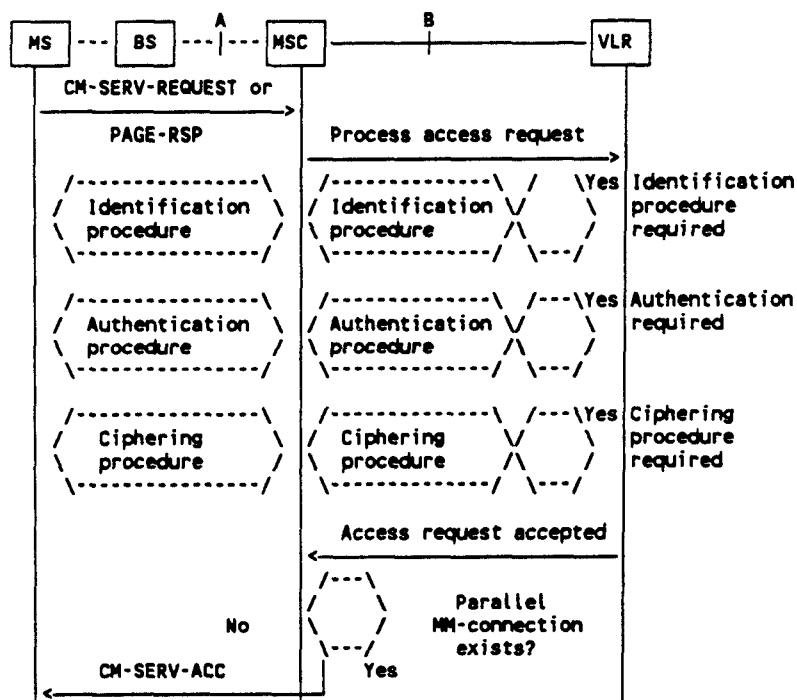 A B
MS BS MSC VLR
CM-SERV-REQUEST or
PAGE-RSP Process access request
Yes Identification
Identification Identification procedure
procedure procedure required
Yes Authentication
Authentication Authentication required
procedure procedure
Yes Ciphering
Ciphering Ciphering procedure
procedure procedure required
Access request accepted
Parallel
No MM-connection
exists?
CM-SERV-ACC Yes